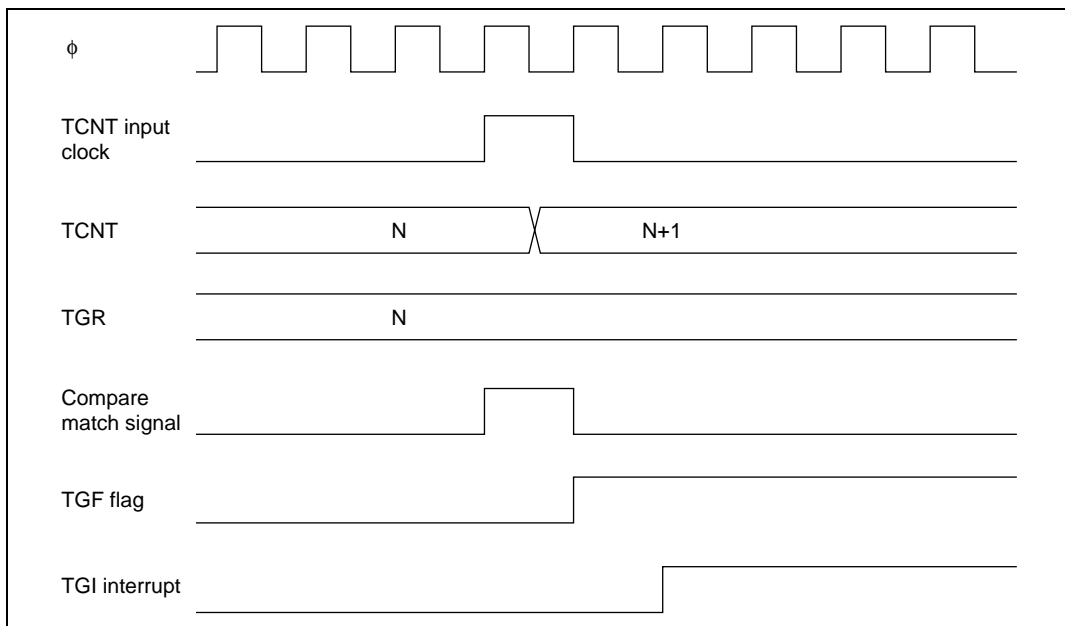 ϕ
TCNT input
clock
TCNT
N
N+1
TGR
N
Compare
match signal
TGF flag
TGI interrupt